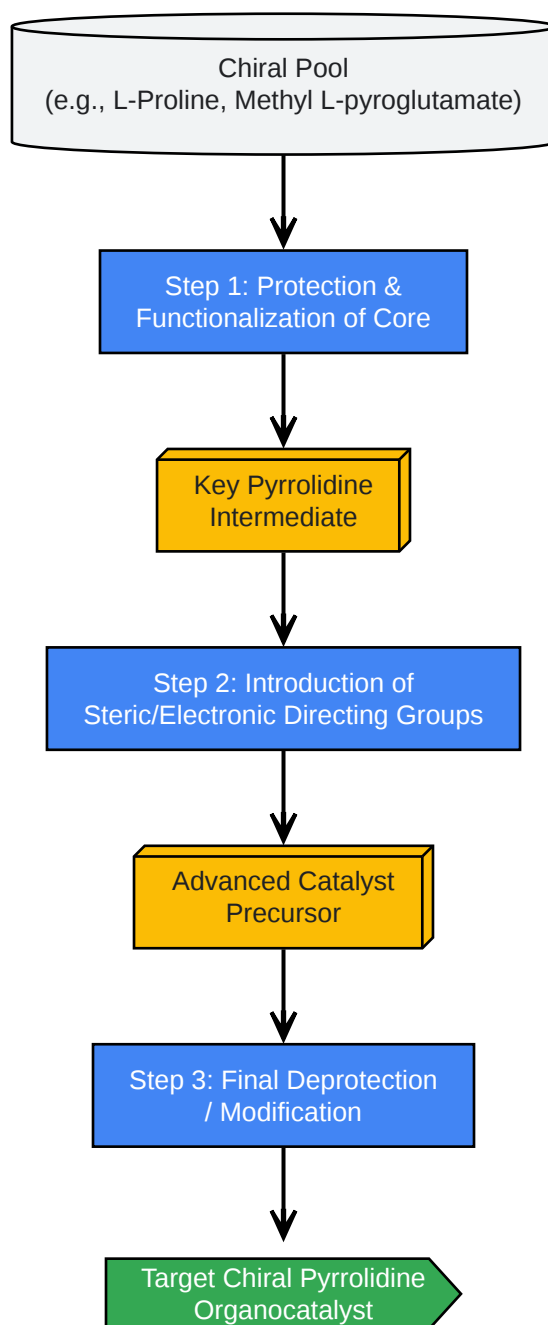 Chiral Pool
(e.g., L-Proline, Methyl L-pyroglutamate)
Step 1: Protection &
Functionalization of Core
Key Pyrrolidine
Intermediate
Step 2: Introduction of
Steric/Electronic Directing Groups
Advanced Catalyst
Precursor
Step 3: Final Deprotection
/ Modification
Target Chiral Pyrrolidine
Organocatalyst